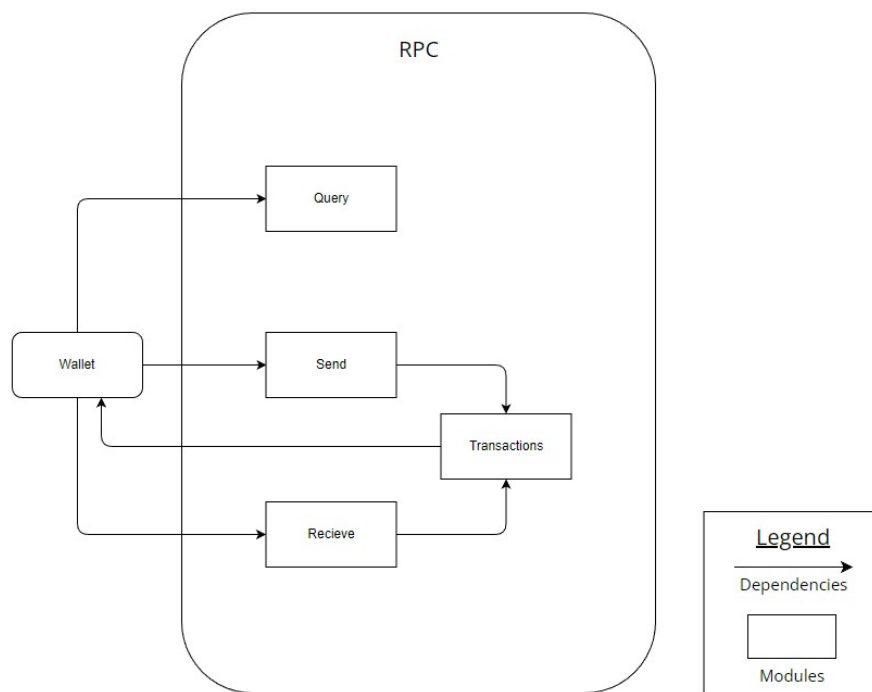 RPC
Query
Wallet
Send
Transactions
Recieve
Legend
Dependencies
Modules